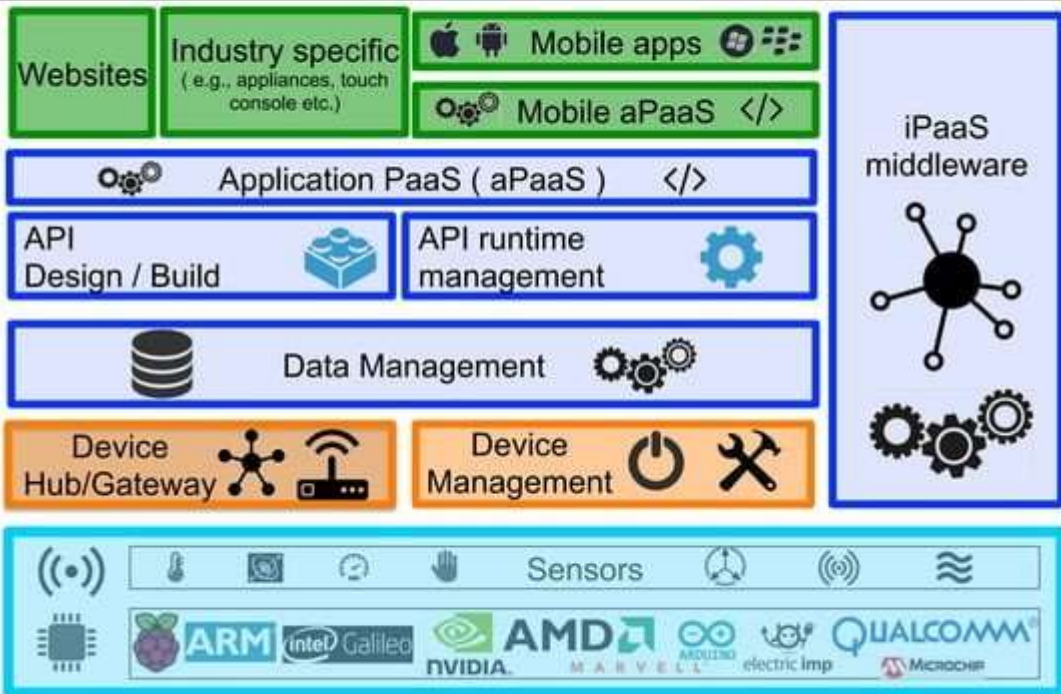 Websites
Industry specific
( e.g., appliances, touch
console etc.)
Mobile apps
Mobile aPaaS </>
Application PaaS ( aPaaS ) </>
API
Design / Build
API runtime
management
Data Management
Device
Hub/Gateway
Device
Management
iPaaS
middleware
Sensors
ARM
intel Galileo
NVIDIA.
AMD
MARVELL
ARDUINO
electric imp
QUALCOMM®
MICROCHIP